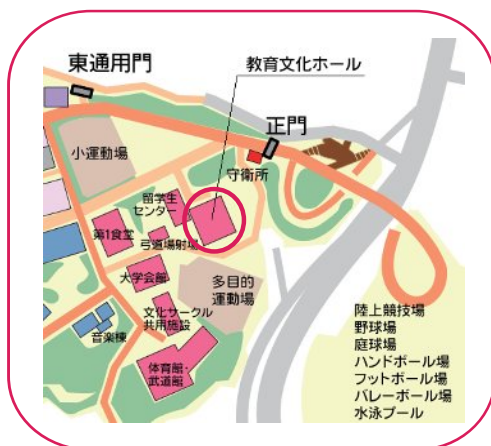 東通用門
教育文化ホール
正門
小運動場
守衛所
留学生
センター
第1食堂
弓道場射場
大学会館
多目的
運動場
文化サークル
共用施設
音楽棟
体育館・
武道館
陸上競技場
野球場
庭球場
ハンドボール場
フットボール場
バレーボール場
水泳プール